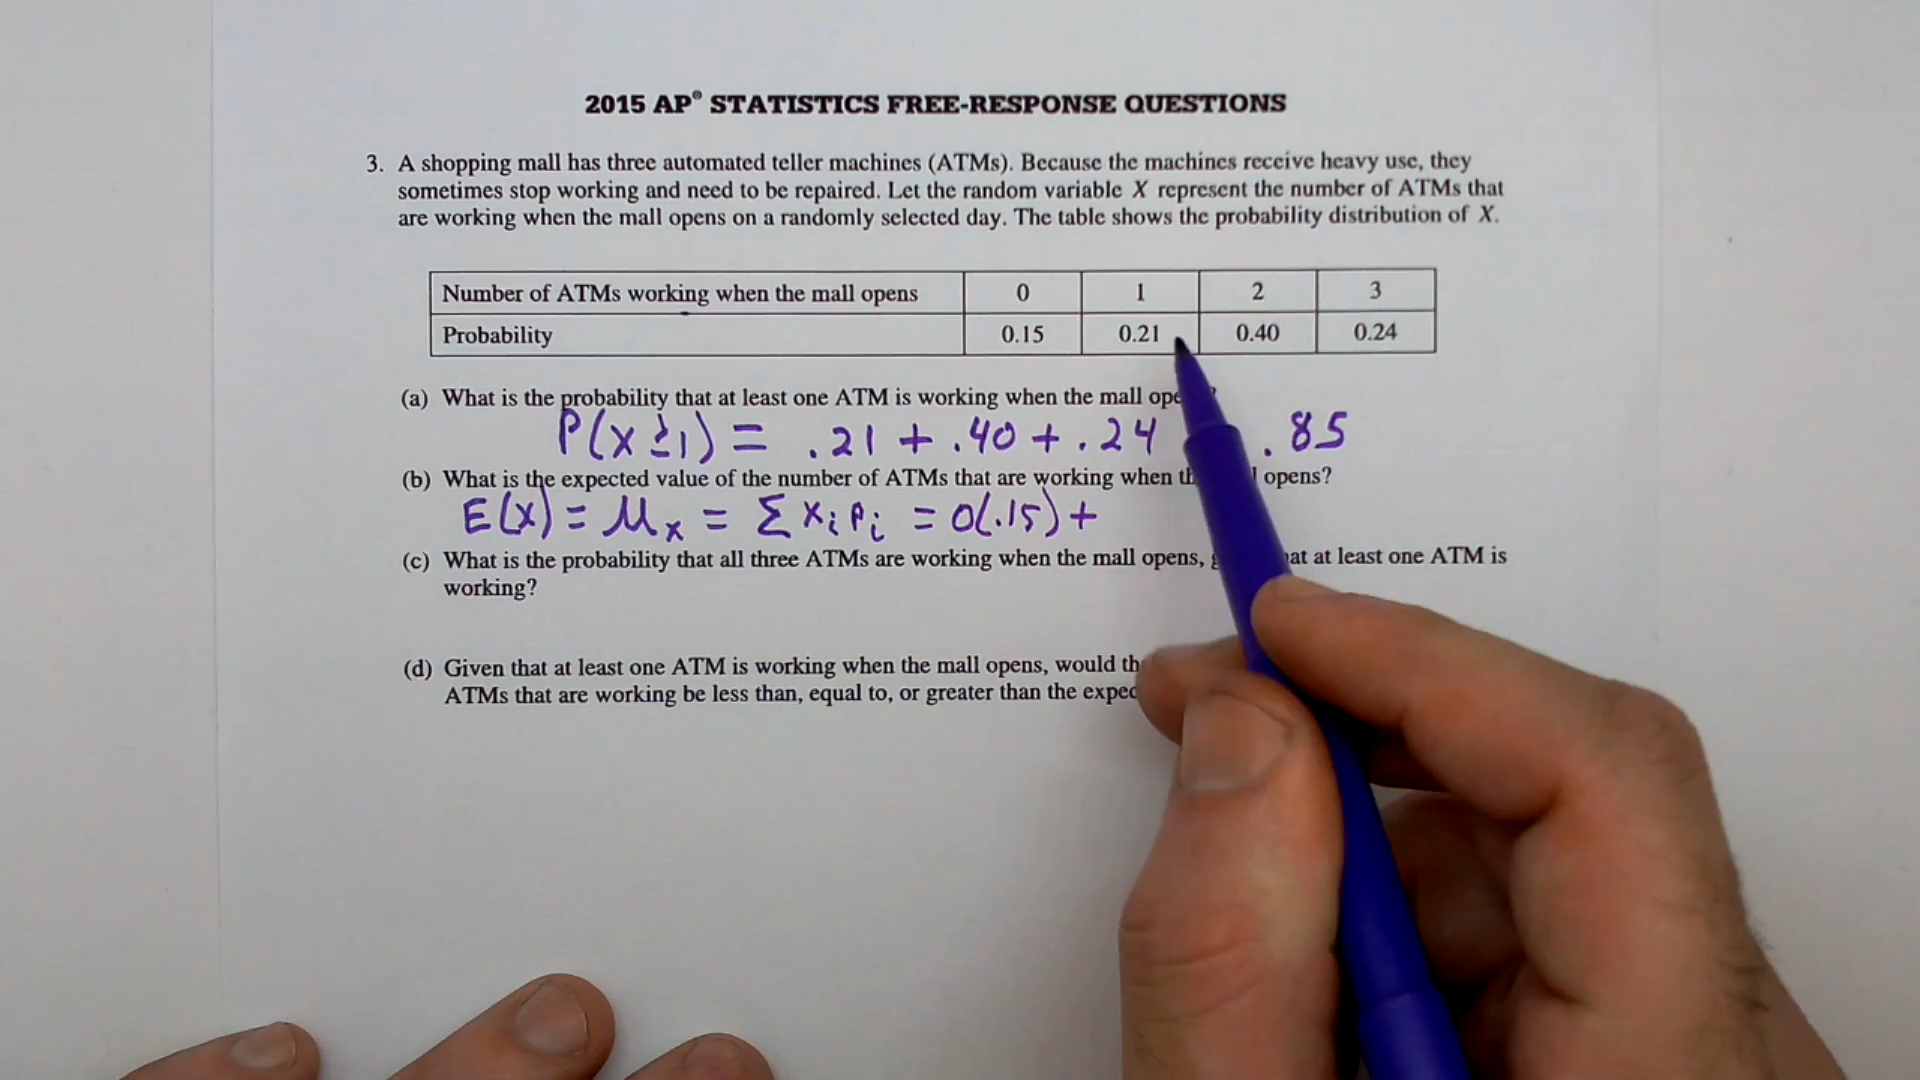 2015 AP® STATISTICS FREE-RESPONSE QUESTIONS
3. A shopping mall has three automated teller machines (ATMs). Because the machines receive heavy use, they
sometimes stop working and need to be repaired. Let the random variable X represent the number of ATMs that
are working when the mall opens on a randomly selected day. The table shows the probability distribution of X.
Number of ATMs working when the mall opens 0 1 2 3
Probability 0.15 0.21 0.40 0.24
(a) What is the probability that at least one ATM is working when the mall
P(X≥1) = .21 + .40 + .24 .85
(b) What is the expected value of the number of ATMs that are working when opens?
E(X) = μₓ = Σ xᵢ pᵢ = 0(.15) +
(c) What is the probability that all three ATMs are working when the mall opens, at least one ATM is
working?
(d) Given that at least one ATM is working when the mall opens, would
ATMs that are working be less than, equal to, or greater than the